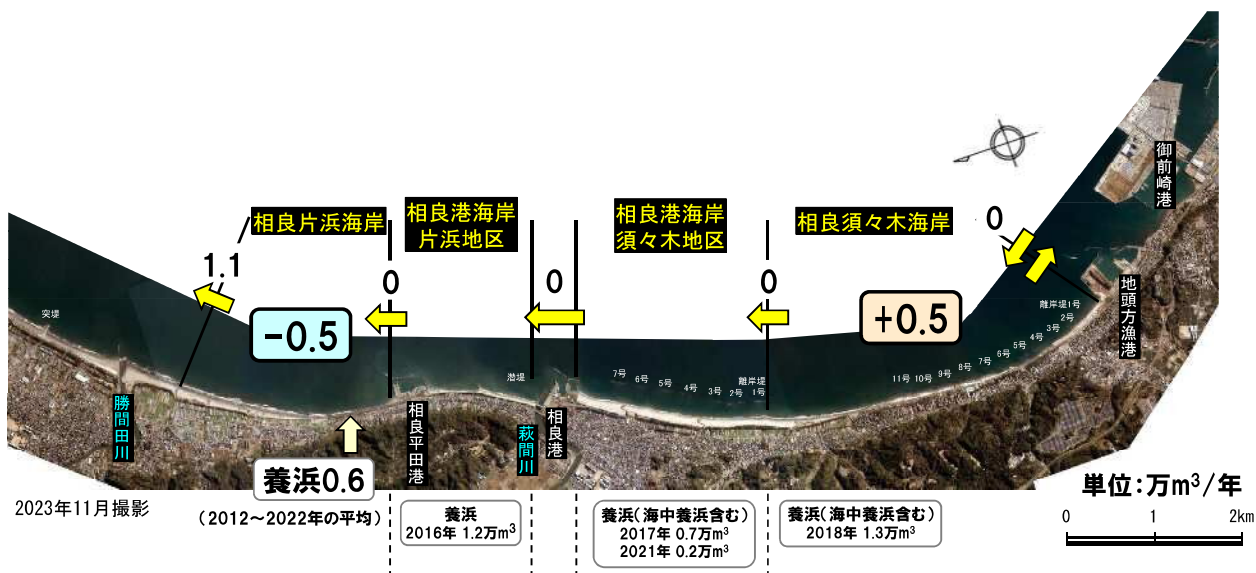 相良片浜海岸
相良港海岸
片浜地区
相良港海岸
須々木地区
相良須々木海岸
御前崎港
地頭方漁港
1.1
0
0
0
0
-0.5
+0.5
突堤
潜堤
7号
6号
5号
4号
3号
2号
離岸堤
1号
11号
10号
9号
8号
7号
6号
5号
4号
3号
2号
離岸堤1号
勝間田川
相良平田港
萩間川
相良港
養浜0.6
(2012~2022年の平均)
2023年11月撮影
養浜
2016年 1.2万m³
養浜(海中養浜含む)
2017年 0.7万m³
2021年 0.2万m³
養浜(海中養浜含む)
2018年 1.3万m³
単位:万m³/年
0 1 2km